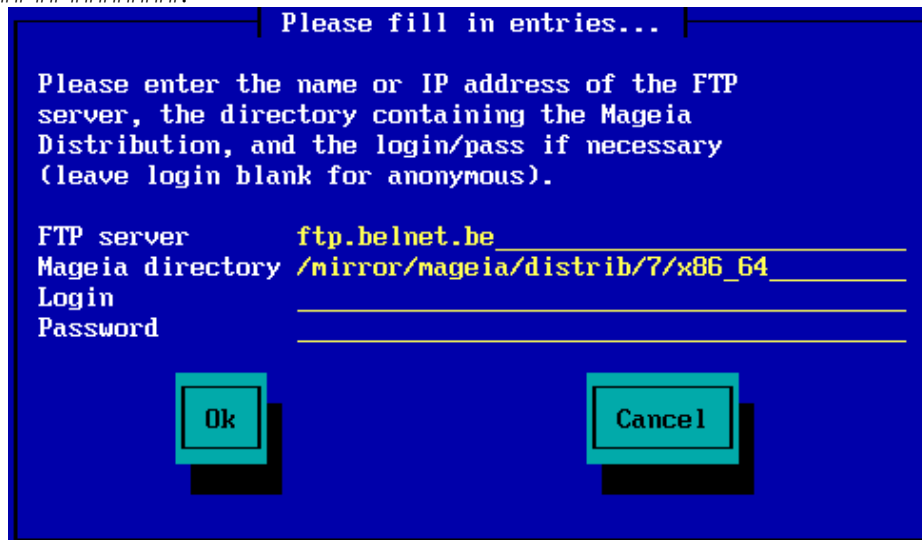 Please fill in entries...
Please enter the name or IP address of the FTP
server, the directory containing the Mageia
Distribution, and the login/pass if necessary
(leave login blank for anonymous).
FTP server ftp.belnet.be
Mageia directory /mirror/mageia/distrib/7/x86_64
Login
Password
Ok Cancel